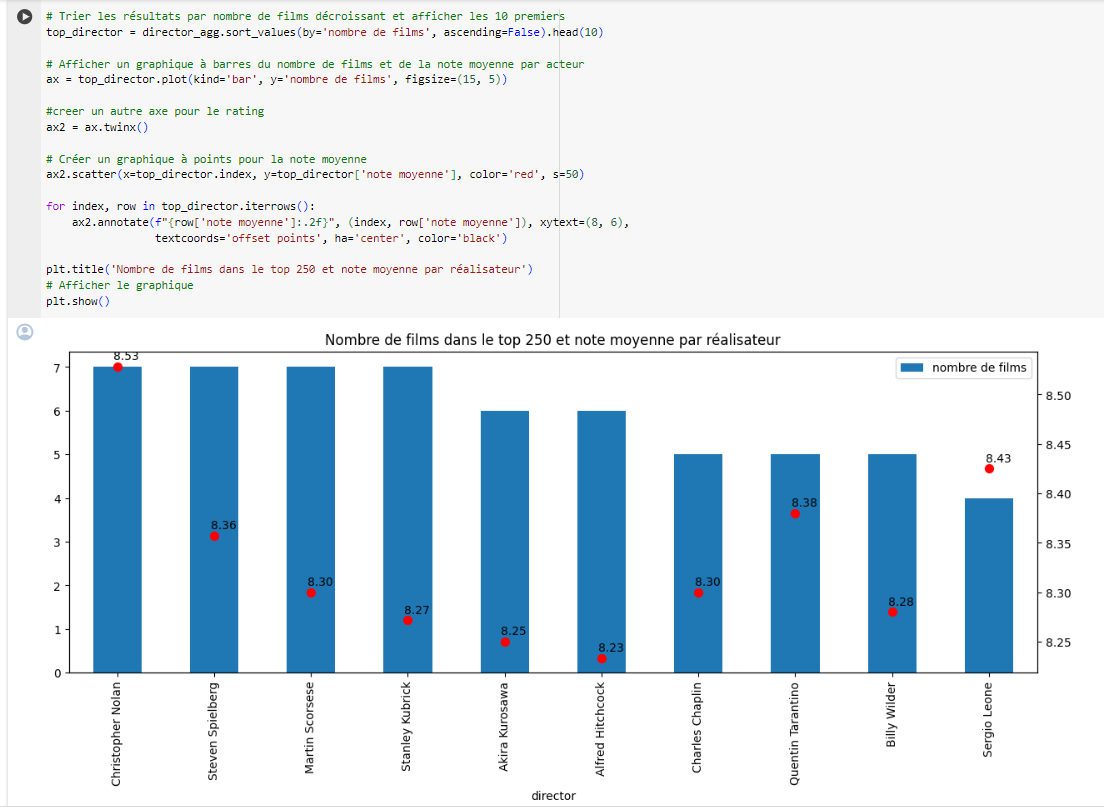 # Trier les résultats par nombre de films décroissant et afficher les 10 premiers
top_director = director_agg.sort_values(by='nombre de films', ascending=False).head(10)
# Afficher un graphique à barres du nombre de films et de la note moyenne par acteur
ax = top_director.plot(kind='bar', y='nombre de films', figsize=(15, 5))
#creer un autre axe pour le rating
ax2 = ax.twinx()
# Créer un graphique à points pour la note moyenne
ax2.scatter(x=top_director.index, y=top_director['note moyenne'], color='red', s=50)
for index, row in top_director.iterrows():
    ax2.annotate(f"{row['note moyenne']:.2f}", (index, row['note moyenne']), xytext=(8, 6),
                textcoords='offset points', ha='center', color='black')
plt.title('Nombre de films dans le top 250 et note moyenne par réalisateur')
# Afficher le graphique
plt.show()
Nombre de films dans le top 250 et note moyenne par réalisateur
nombre de films
7
6
5
4
3
2
1
0
8.53
8.36
8.30
8.27
8.25
8.23
8.30
8.38
8.28
8.43
8.50
8.45
8.40
8.35
8.30
8.25
Christopher Nolan
Steven Spielberg
Martin Scorsese
Stanley Kubrick
Akira Kurosawa
Alfred Hitchcock
Charles Chaplin
Quentin Tarantino
Billy Wilder
Sergio Leone
director